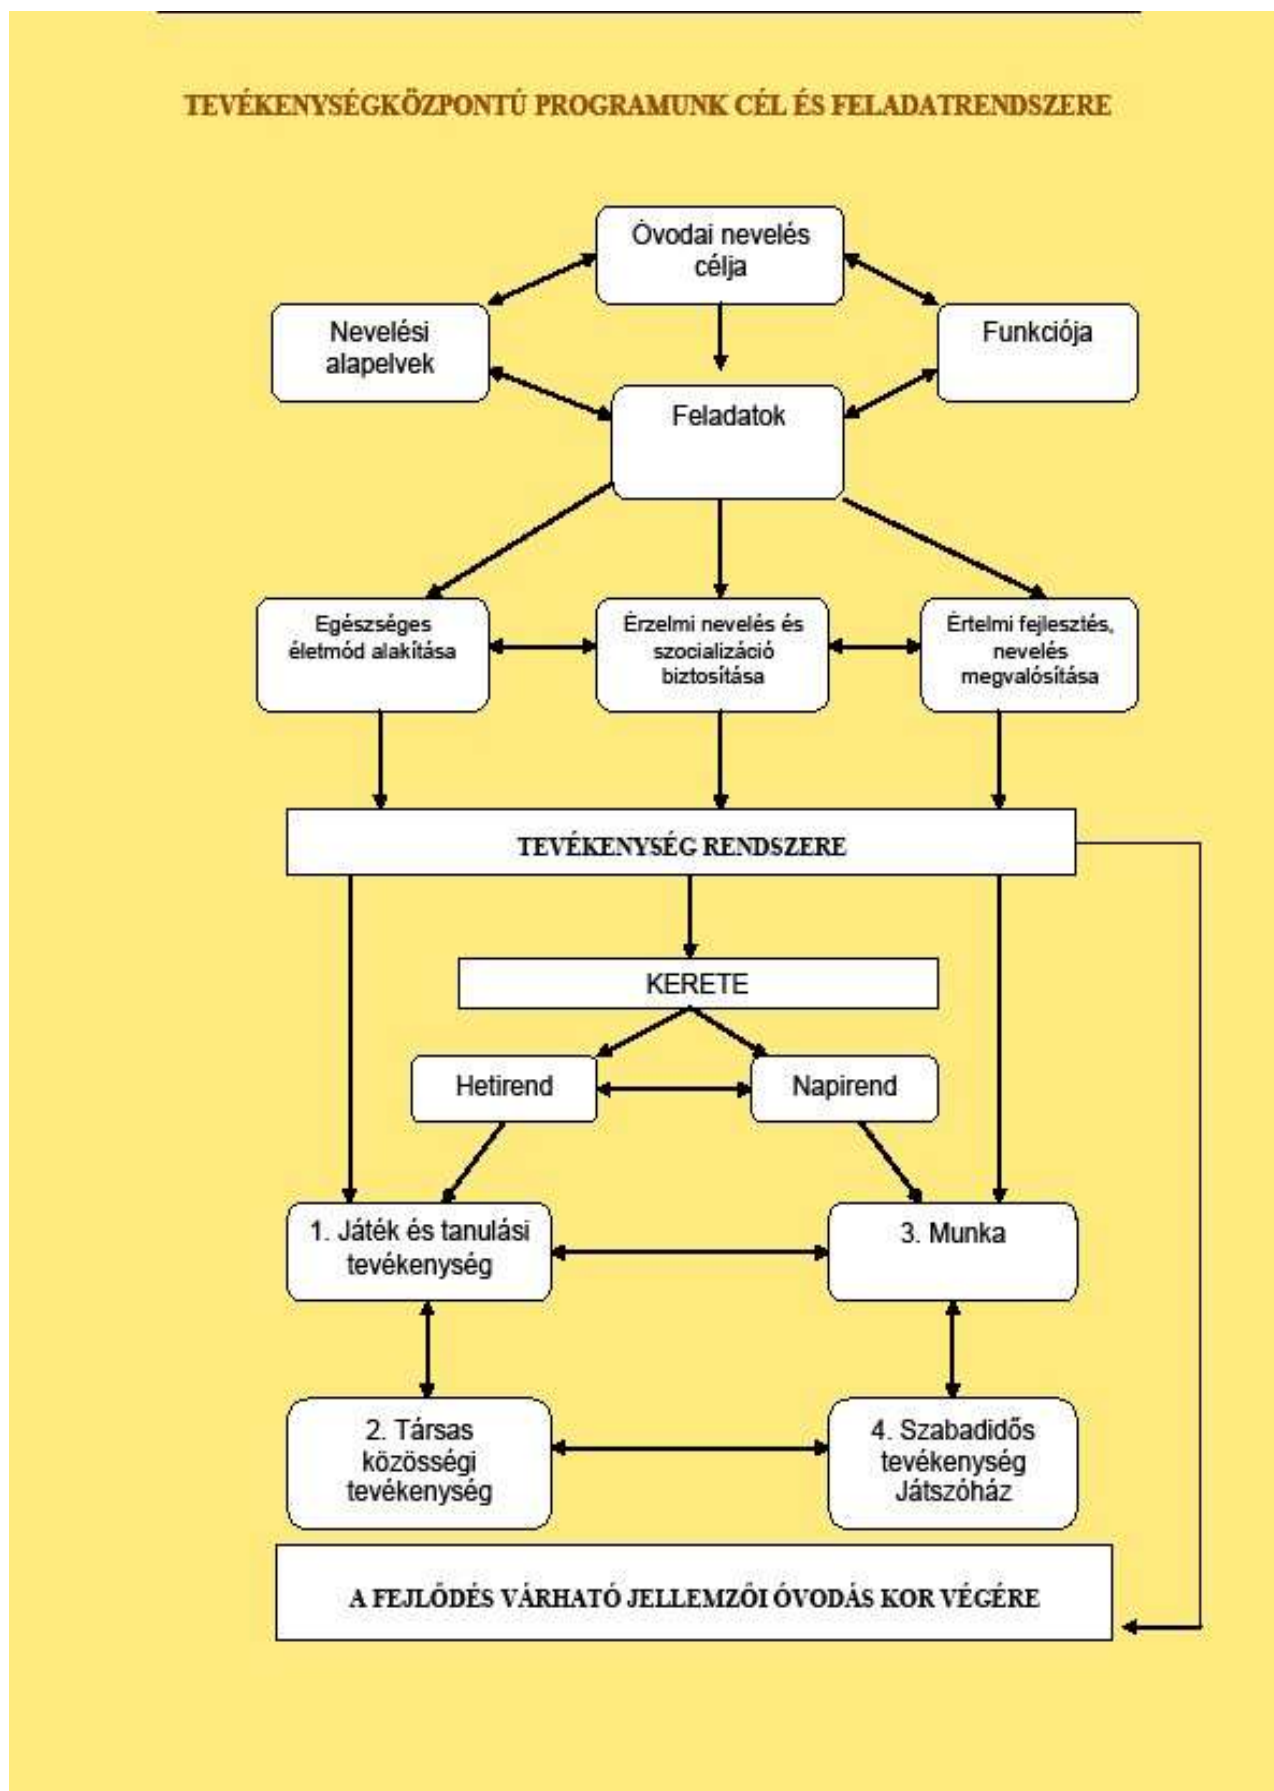 TEVÉKENYSÉGKÖZPONTÚ PROGRAMUNK CÉL ÉS FELADATRENDSZERE
Óvodai nevelés
célja
Nevelési
alapelvek
Funkciója
Feladatok
Egészséges
életmód alakítása
Érzelmi nevelés és
szocializáció
biztosítása
Értelmi fejlesztés,
nevelés
megvalósítása
TEVÉKENYSÉG RENDSZERE
KERETE
Hetirend
Napirend
1. Játék és tanulási
tevékenység
3. Munka
2. Társas
közösségi
tevékenység
4. Szabadidős
tevékenység
Játszóház
A FEJLŐDÉS VÁRHATÓ JELLEMZŐI ÓVODÁS KOR VÉGÉRE